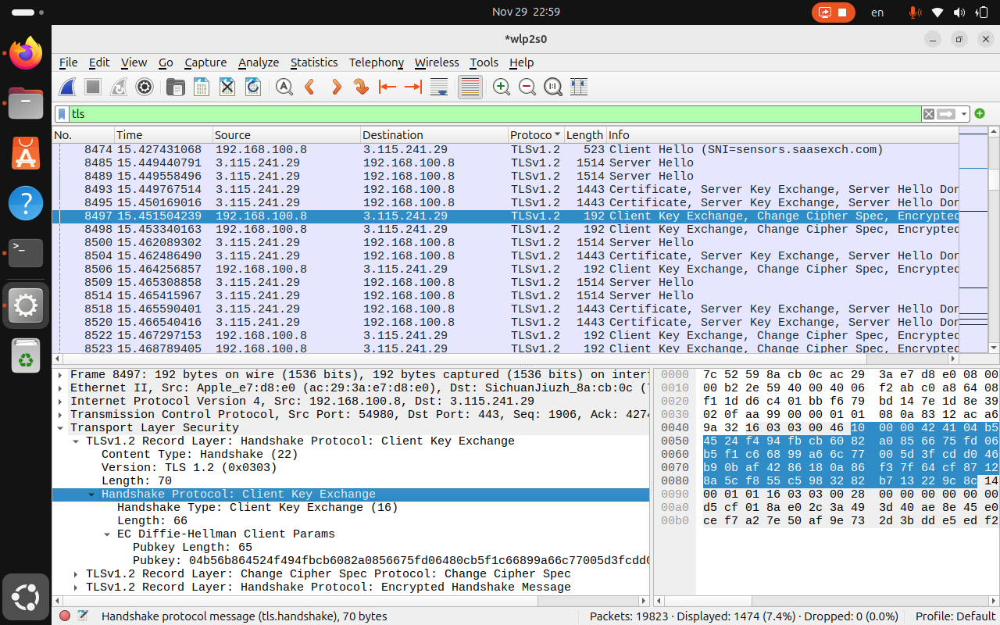 Nov 29 22:59
en
*wlp2s0
File Edit View Go Capture Analyze Statistics Telephony Wireless Tools Help
tls
No. Time Source Destination Protoco Length Info
8474 15.427431068 192.168.100.8 3.115.241.29 TLSv1.2 523 Client Hello (SNI=sensors.saasexch.com)
8485 15.449440791 3.115.241.29 192.168.100.8 TLSv1.2 1514 Server Hello
8489 15.449558496 3.115.241.29 192.168.100.8 TLSv1.2 1514 Server Hello
8493 15.449767514 3.115.241.29 192.168.100.8 TLSv1.2 1443 Certificate, Server Key Exchange, Server Hello Don
8495 15.450169016 3.115.241.29 192.168.100.8 TLSv1.2 1443 Certificate, Server Key Exchange, Server Hello Don
8497 15.451504239 192.168.100.8 3.115.241.29 TLSv1.2 192 Client Key Exchange, Change Cipher Spec, Encrypted
8498 15.453340163 192.168.100.8 3.115.241.29 TLSv1.2 192 Client Key Exchange, Change Cipher Spec, Encrypted
8500 15.462089302 3.115.241.29 192.168.100.8 TLSv1.2 1514 Server Hello
8504 15.462486490 3.115.241.29 192.168.100.8 TLSv1.2 1443 Certificate, Server Key Exchange, Server Hello Don
8506 15.464256857 192.168.100.8 3.115.241.29 TLSv1.2 192 Client Key Exchange, Change Cipher Spec, Encrypted
8509 15.465308858 3.115.241.29 192.168.100.8 TLSv1.2 1514 Server Hello
8514 15.465415967 3.115.241.29 192.168.100.8 TLSv1.2 1514 Server Hello
8518 15.465590401 3.115.241.29 192.168.100.8 TLSv1.2 1443 Certificate, Server Key Exchange, Server Hello Don
8520 15.466540416 3.115.241.29 192.168.100.8 TLSv1.2 1443 Certificate, Server Key Exchange, Server Hello Don
8522 15.467297153 192.168.100.8 3.115.241.29 TLSv1.2 192 Client Key Exchange, Change Cipher Spec, Encrypted
8523 15.468789405 192.168.100.8 3.115.241.29 TLSv1.2 192 Client Key Exchange, Change Cipher Spec, Encrypted
Frame 8497: 192 bytes on wire (1536 bits), 192 bytes captured (1536 bits) on interf
Ethernet II, Src: Apple_e7:d8:e0 (ac:29:3a:e7:d8:e0), Dst: SichuanJiuzh_8a:cb:0c (7
Internet Protocol Version 4, Src: 192.168.100.8, Dst: 3.115.241.29
Transmission Control Protocol, Src Port: 54980, Dst Port: 443, Seq: 1906, Ack: 4274
Transport Layer Security
TLSv1.2 Record Layer: Handshake Protocol: Client Key Exchange
Content Type: Handshake (22)
Version: TLS 1.2 (0x0303)
Length: 70
Handshake Protocol: Client Key Exchange
Handshake Type: Client Key Exchange (16)
Length: 66
EC Diffie-Hellman Client Params
Pubkey Length: 65
Pubkey: 04b56b864524f494fbcb6082a0856675fd06480cb5f1c66899a66c77005d3fcdd0
TLSv1.2 Record Layer: Change Cipher Spec Protocol: Change Cipher Spec
TLSv1.2 Record Layer: Handshake Protocol: Encrypted Handshake Message
0000 7c 52 59 8a cb 0c ac 29 3a e7 d8 e0 08 00
0010 00 b2 2e 59 40 00 40 06 f2 ab c0 a8 64 08
0020 f1 1d d6 c4 01 bb f6 79 bd 14 7e 1d 8e 39
0030 02 0f aa 99 00 00 01 01 08 0a 83 12 ac a6
0040 9a 32 16 03 03 00 46 10 00 00 42 41 04 b5
0050 45 24 f4 94 fb cb 60 82 a0 85 66 75 fd 06
0060 b5 f1 c6 68 99 a6 6c 77 00 5d 3f cd d0 46
0070 b9 0b af 42 86 18 0a 86 f3 7f 64 cf 87 12
0080 8a 5c f8 55 c5 98 32 82 b7 13 22 9c 8c 14
0090 00 01 01 16 03 03 00 28 00 00 00 00 00 00
00a0 d5 cf 01 8a e0 2c 3a 49 3d 40 ae 8e 45 e0
00b0 ce f7 a2 7e 50 af 9e 73 2d 3b dd e5 ed f2
Handshake protocol message (tls.handshake), 70 bytes
Packets: 19823 · Displayed: 1474 (7.4%) · Dropped: 0 (0.0%)
Profile: Default